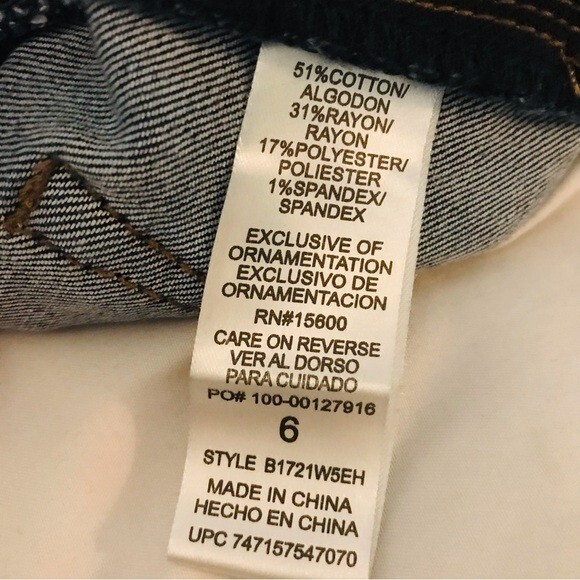 51%COTTON/
ALGODON
31%RAYON/
RAYON
17%POLYESTER/
POLIESTER
1%SPANDEX/
SPANDEX
EXCLUSIVE OF
ORNAMENTATION
EXCLUSIVO DE
ORNAMENTACION
RN#15600
CARE ON REVERSE
VER AL DORSO
PARA CUIDADO
PO# 100-00127916
6
STYLE B1721W5EH
MADE IN CHINA
HECHO EN CHINA
UPC 747157547070